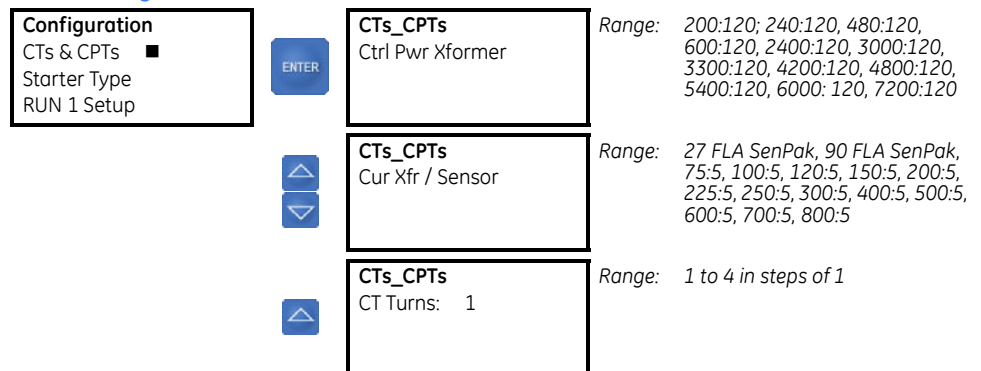 Configuration
CTs & CPTs ■
Starter Type
RUN 1 Setup
ENTER
CTs_CPTs
Ctrl Pwr Xformer
Range: 200:120; 240:120, 480:120,
600:120, 2400:120, 3000:120,
3300:120, 4200:120, 4800:120,
5400:120, 6000: 120, 7200:120
CTs_CPTs
Cur Xfr / Sensor
Range: 27 FLA SenPak, 90 FLA SenPak,
75:5, 100:5, 120:5, 150:5, 200:5,
225:5, 250:5, 300:5, 400:5, 500:5,
600:5, 700:5, 800:5
CTs_CPTs
CT Turns: 1
Range: 1 to 4 in steps of 1